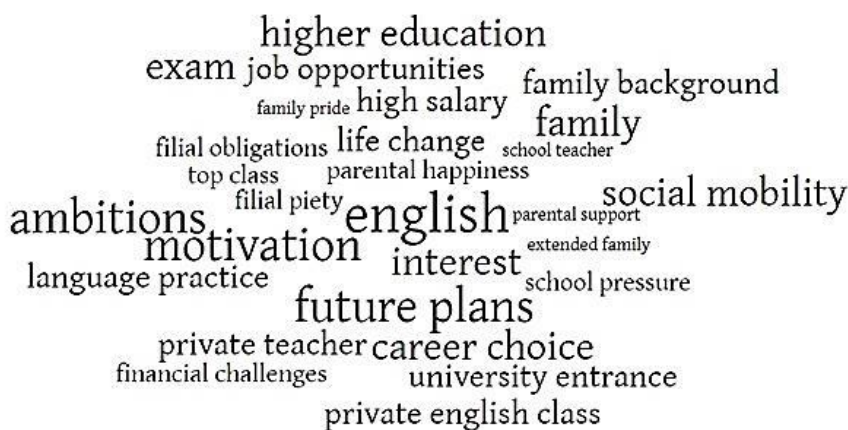 higher education
exam job opportunities
family background
family pride high salary
family
filial obligations life change
school teacher
top class parental happiness
filial piety
social mobility
ambitions
english
parental support
motivation
extended family
interest
language practice
school pressure
future plans
private teacher career choice
financial challenges
university entrance
private english class